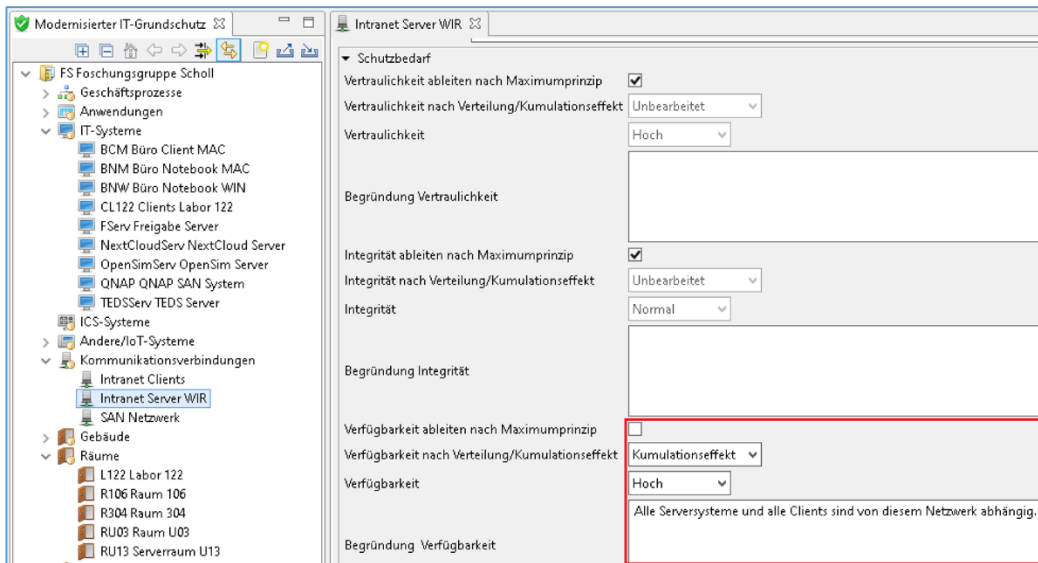 Modernisierter IT-Grundschutz
FS Foschungsgruppe Scholl
Geschäftsprozesse
Anwendungen
IT-Systeme
BCM Büro Client MAC
BNM Büro Notebook MAC
BNW Büro Notebook WIN
CL122 Clients Labor 122
FServ Freigabe Server
NextCloudServ NextCloud Server
OpenSimServ OpenSim Server
QNAP QNAP SAN System
TEDSServ TEDS Server
ICS-Systeme
Andere/IoT-Systeme
Kommunikationsverbindungen
Intranet Clients
Intranet Server WIR
SAN Netzwerk
Gebäude
Räume
L122 Labor 122
R106 Raum 106
R304 Raum 304
RU03 Raum U03
RU13 Serverraum U13
Intranet Server WIR
Schutzbedarf
Vertraulichkeit ableiten nach Maximumprinzip
Vertraulichkeit nach Verteilung/Kumulationseffekt Unbearbeitet
Vertraulichkeit Hoch
Begründung Vertraulichkeit
Integrität ableiten nach Maximumprinzip
Integrität nach Verteilung/Kumulationseffekt Unbearbeitet
Integrität Normal
Begründung Integrität
Verfügbarkeit ableiten nach Maximumprinzip
Verfügbarkeit nach Verteilung/Kumulationseffekt Kumulationseffekt
Verfügbarkeit Hoch
Alle Serversysteme und alle Clients sind von diesem Netzwerk abhängig.
Begründung Verfügbarkeit